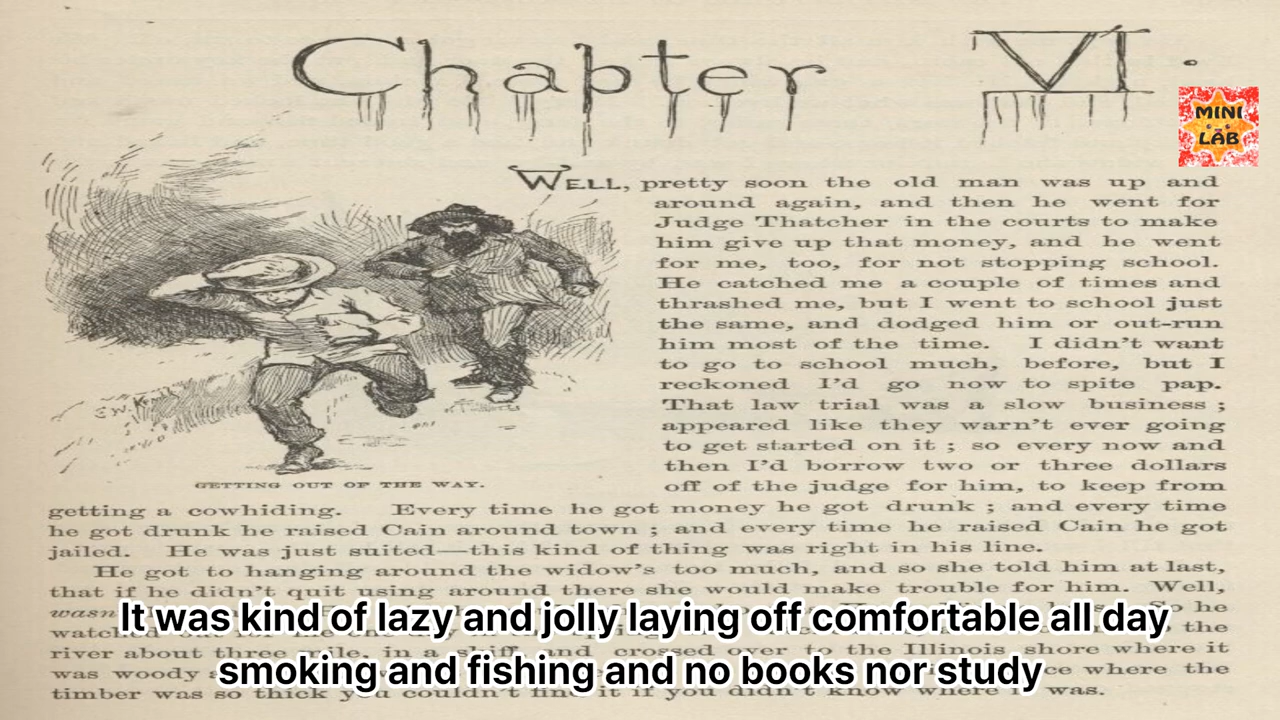 Chapter VI.
MINI
LAB
WELL, pretty soon the old man was up and
around again, and then he went for
Judge Thatcher in the courts to make
him give up that money, and he went
for me, too, for not stopping school.
He catched me a couple of times and
thrashed me, but I went to school just
the same, and dodged him or out-run
him most of the time. I didn't want
to go to school much, before, but I
reckoned I'd go now to spite pap.
That law trial was a slow business;
appeared like they warn't ever going
to get started on it; so every now and
then I'd borrow two or three dollars
off of the judge for him, to keep from
E. W. Kemble
GETTING OUT OF THE WAY.
getting a cowhiding. Every time he got money he got drunk; and every time
he got drunk he raised Cain around town; and every time he raised Cain he got
jailed. He was just suited—this kind of thing was right in his line.
He got to hanging around the widow's too much, and so she told him at last,
that if he didn't quit using around there she would make trouble for him. Well,
wasn
he
the
river about three mile, in a skiff, and crossed over to the Illinois shore where it
was woody
where the
timber was so thick you couldn't find it if you didn't know where it was.
It was kind of lazy and jolly laying off comfortable all day
smoking and fishing and no books nor study